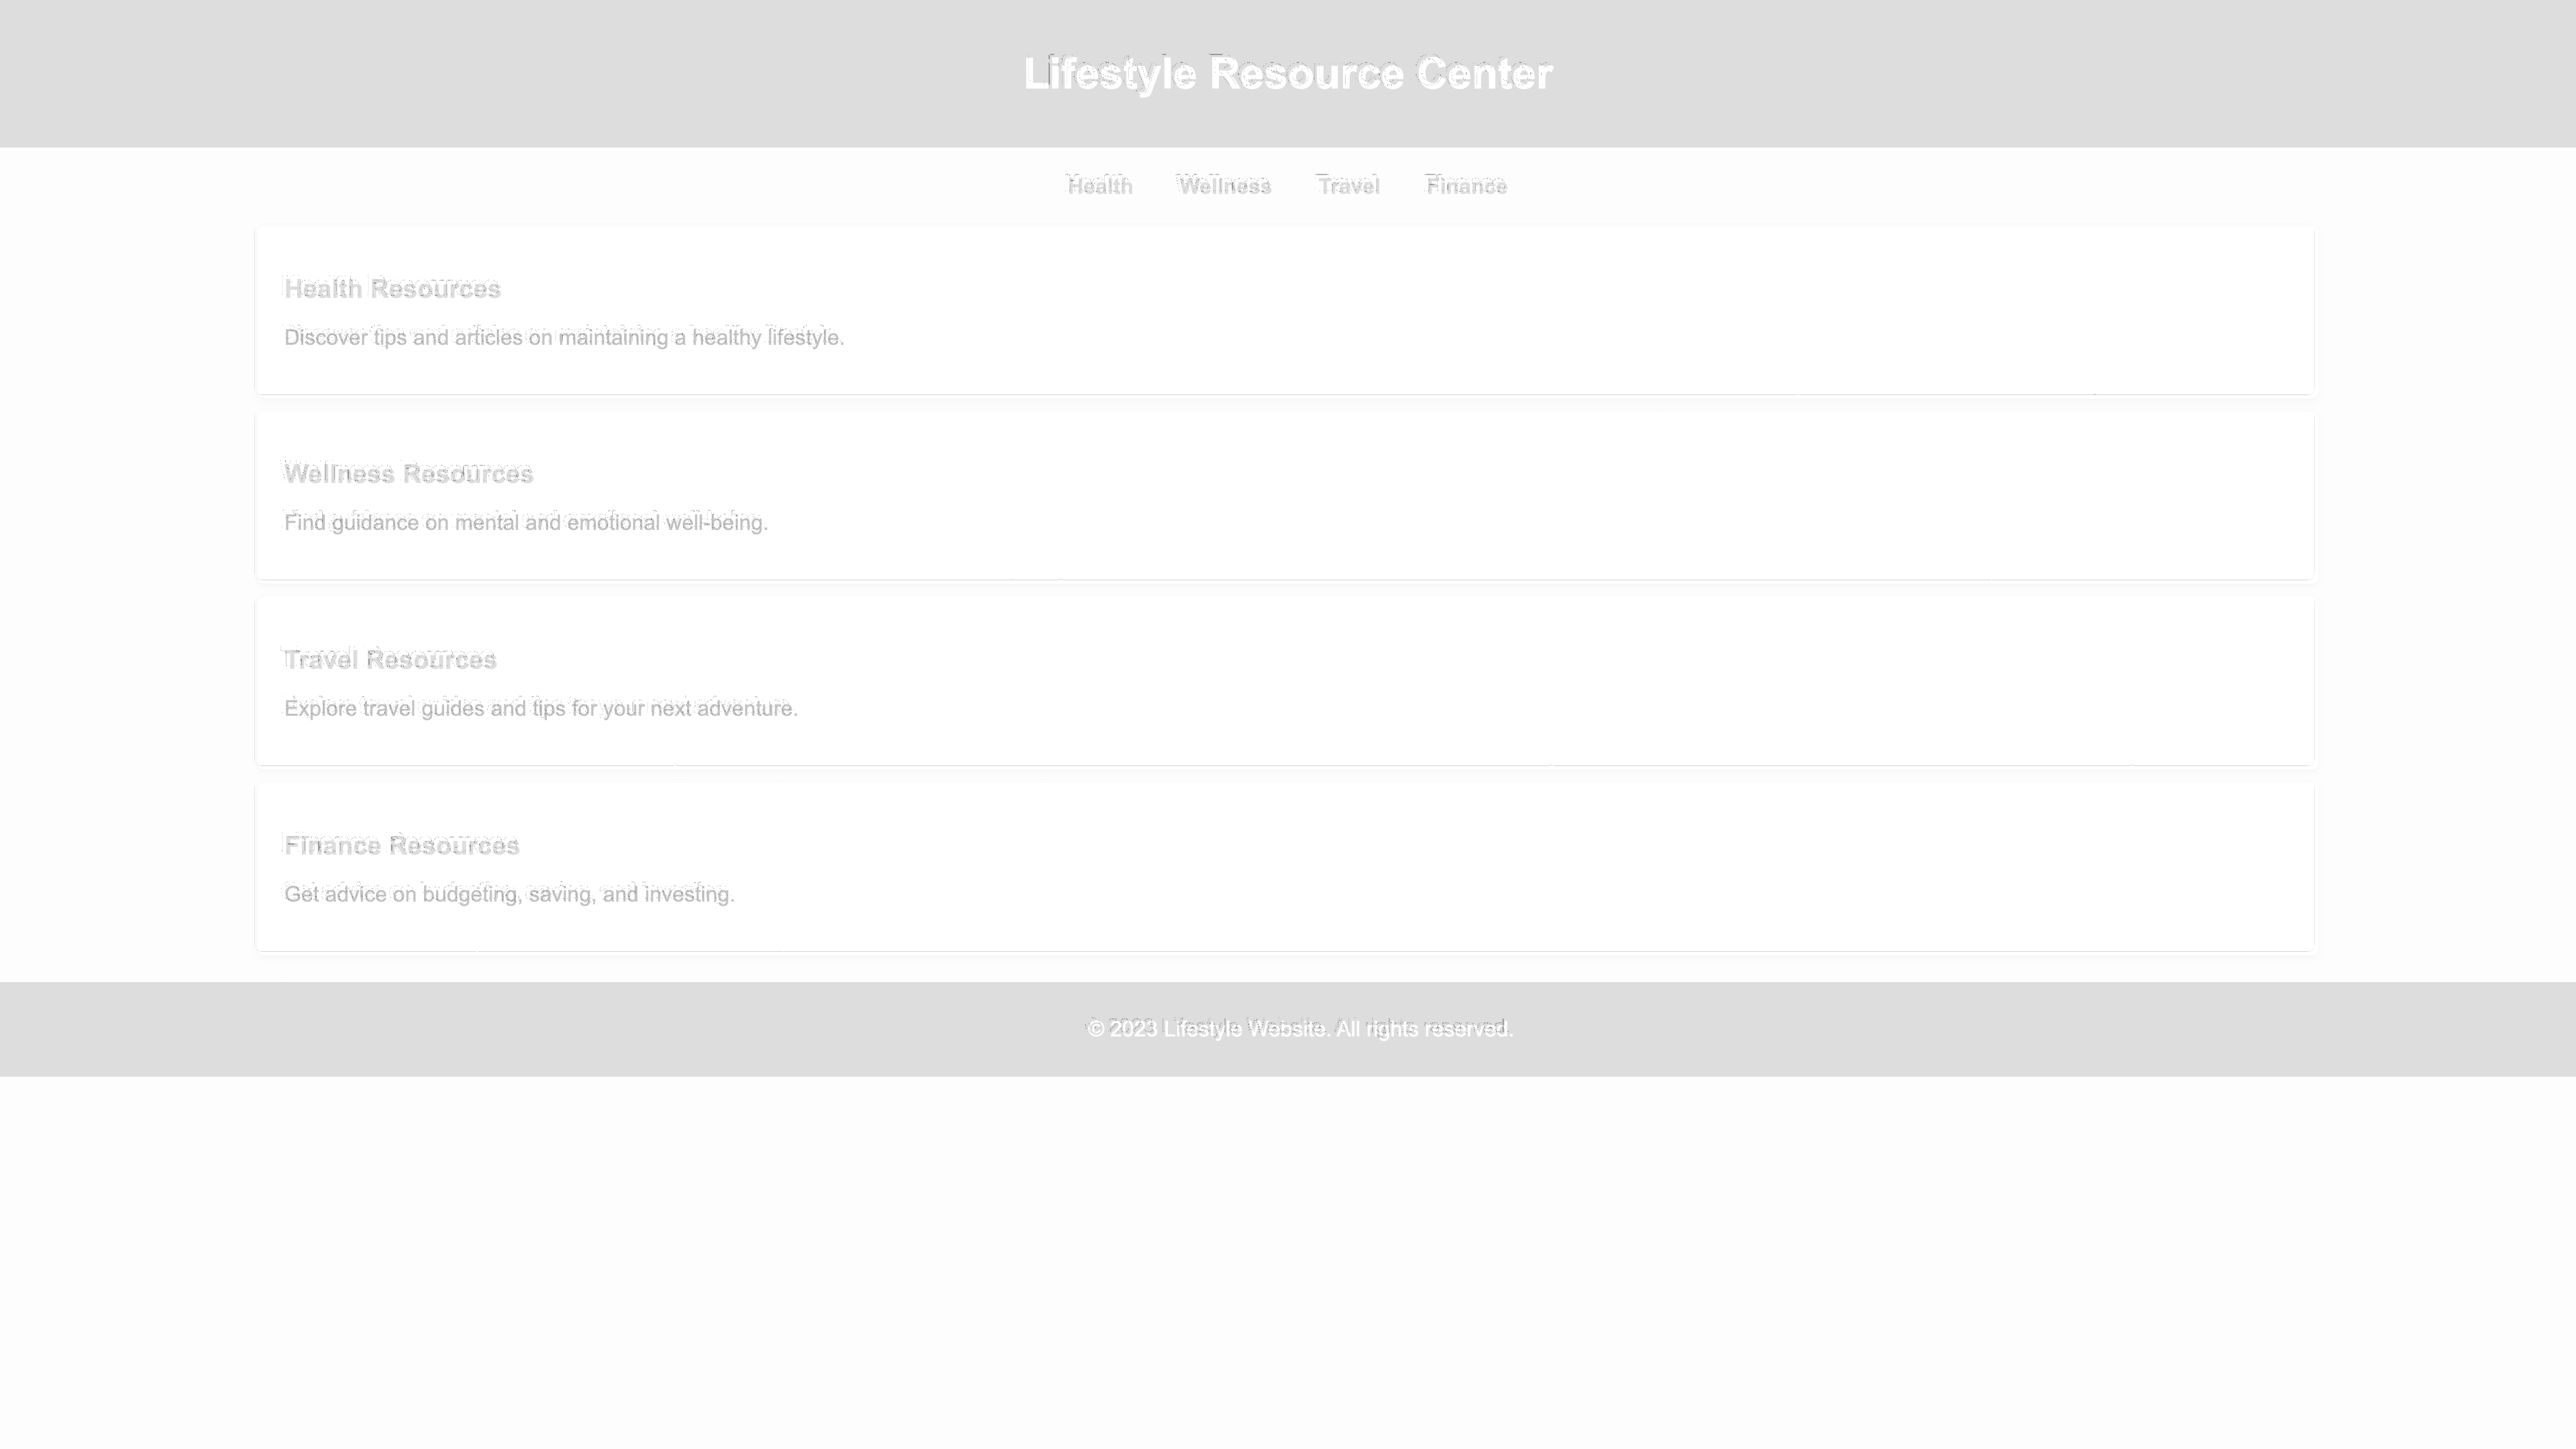 Lifestyle Resource Center
Health Wellness Travel Finance
Health Resources
Discover tips and articles on maintaining a healthy lifestyle.
Wellness Resources
Find guidance on mental and emotional well-being.
Travel Resources
Explore travel guides and tips for your next adventure.
Finance Resources
Get advice on budgeting, saving, and investing.
© 2023 Lifestyle Website. All rights reserved.